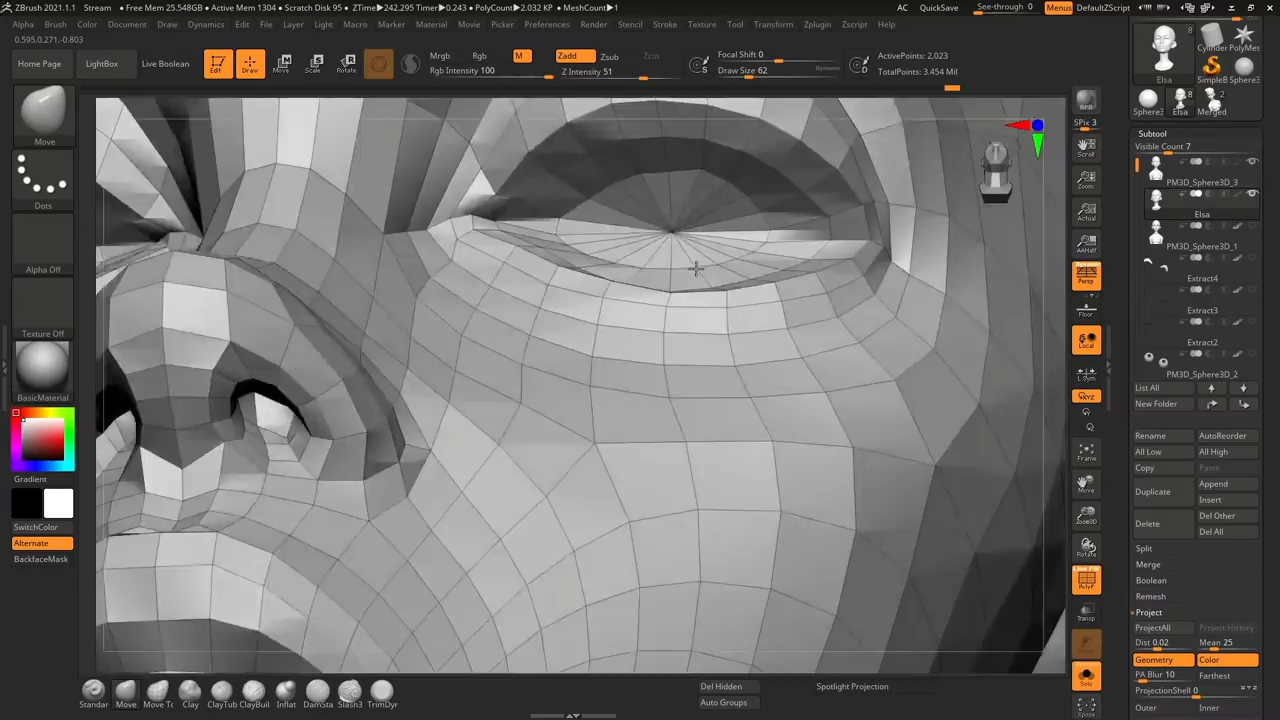 ZBrush 2021.1.1 Stream • Free Mem 25.548GB • Active Mem 1304 • Scratch Disk 95 • ZTime▶242.295 Timer▶0.243 • PolyCount▶2.032 KP • MeshCount▶1 AC QuickSave See-through 0 Menus DefaultZScript
Alpha Brush Color Document Draw Dynamics Edit File Layer Light Macro Marker Material Movie Picker Preferences Render Stencil Stroke Texture Tool Transform Zplugin Zscript Help
0.595,0.271,-0.803
Home Page LightBox Live Boolean Edit Draw Move Scale Rotate
Mrgb Rgb M Zadd Zsub Zcut
Rgb Intensity 100 Z Intensity 51
Focal Shift 0
Draw Size 62 Dynamic
ActivePoints: 2,023
TotalPoints: 3.454 Mil
Move
Dots
Alpha Off
Texture Off
BasicMaterial
Gradient
SwitchColor
Alternate
BackfaceMask
BPR
SPix 3
Scroll
Zoom
Actual
AAHalf
Dynamic
Persp
Floor
Local
L.Sym
XYZ
Frame
Move
Zoom3D
Rotate
Line Fill
PolyF
Transp
Solo
Xpose
8
Elsa
Cylinder PolyMes
SimpleB Sphere3
8 2
Sphere3 Elsa Merged
Subtool
Visible Count 7
PM3D_Sphere3D_3
Elsa
PM3D_Sphere3D_1
Extract4
Extract3
Extract2
PM3D_Sphere3D_2
List All
New Folder
Rename AutoReorder
All Low All High
Copy Paste
Duplicate Append
Insert
Delete Del Other
Del All
Split
Merge
Boolean
Remesh
Project
ProjectAll Project History
Dist 0.02 Mean 25
Geometry Color
PA Blur 10 Farthest
ProjectionShell 0
Outer Inner
Standar Move Move To Clay ClayTub ClayBuil Inflat DamSta Slash3 TrimDyr
Del Hidden
Auto Groups
Spotlight Projection